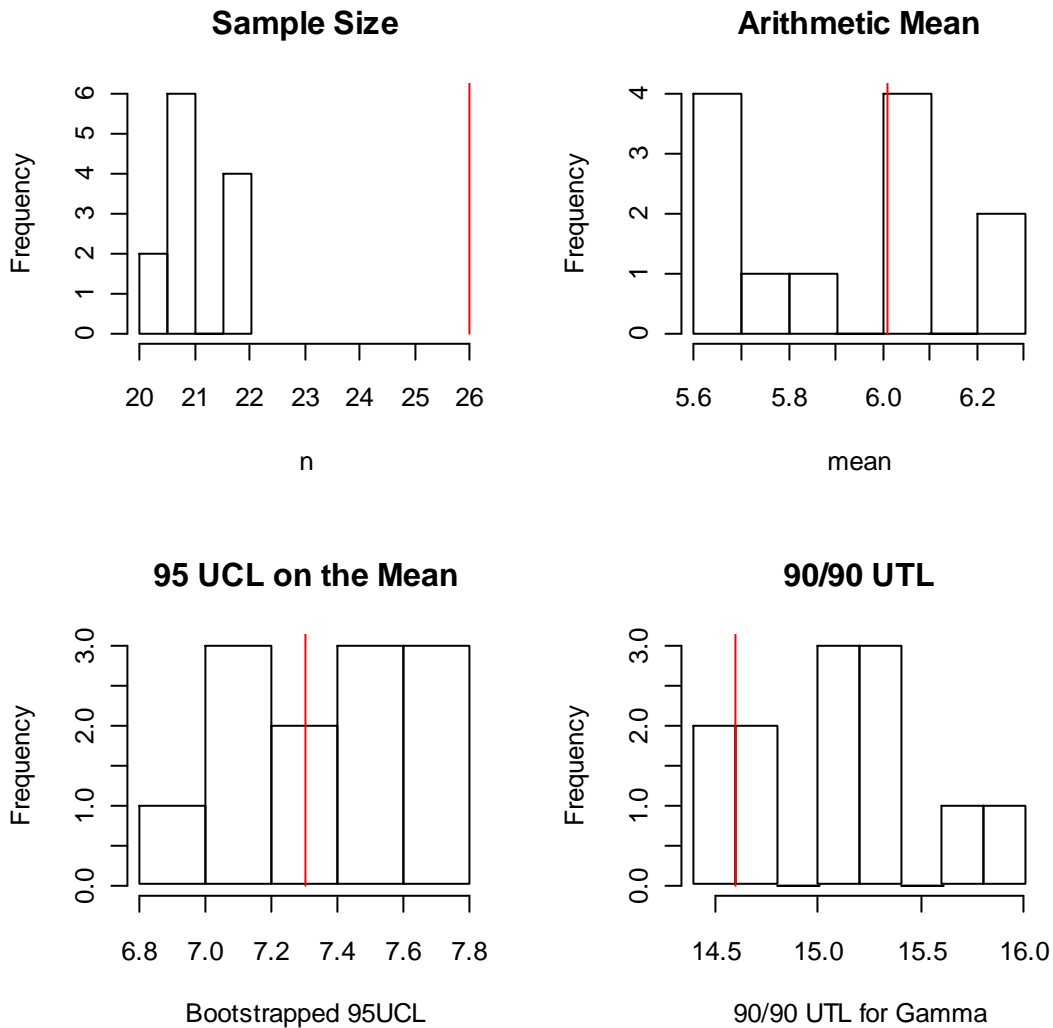 Sample Size
Frequency
0 1 2 3 4 5 6
20 21 22 23 24 25 26
n
Arithmetic Mean
Frequency
0 1 2 3 4
5.6 5.8 6.0 6.2
mean
95 UCL on the Mean
Frequency
0.0 1.0 2.0 3.0
6.8 7.0 7.2 7.4 7.6 7.8
Bootstrapped 95UCL
90/90 UTL
Frequency
0.0 1.0 2.0 3.0
14.5 15.0 15.5 16.0
90/90 UTL for Gamma